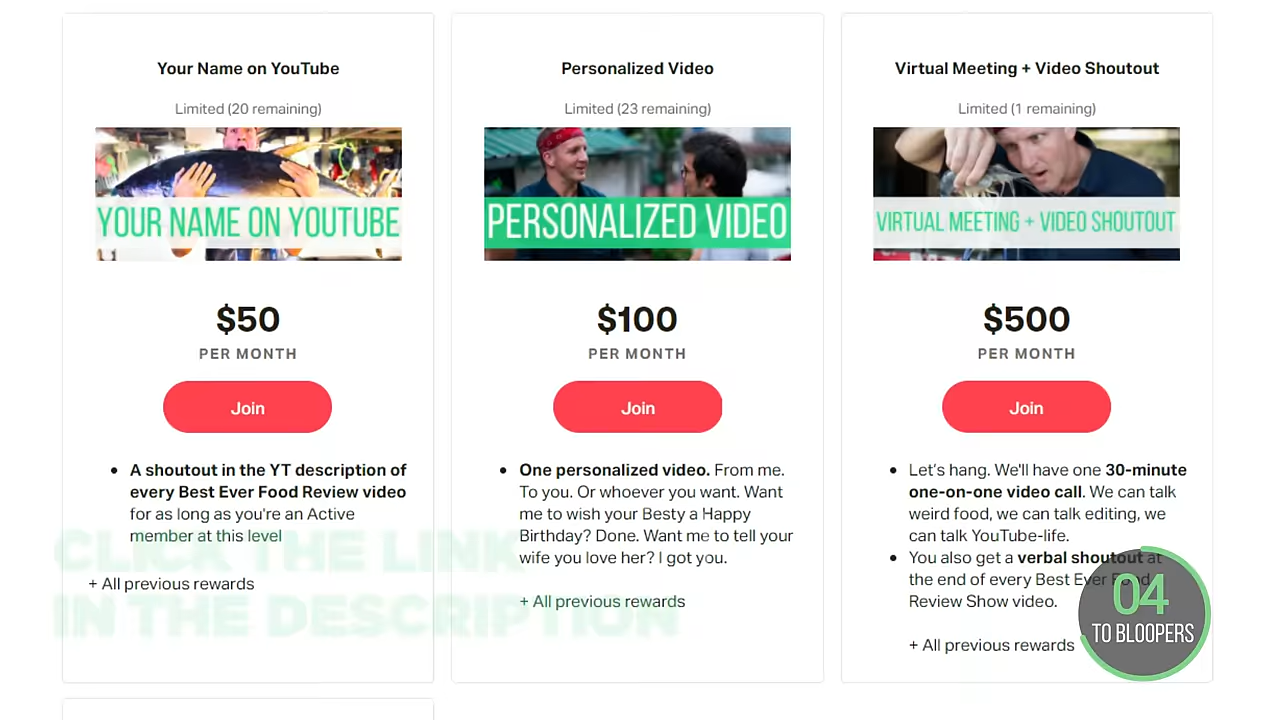 Your Name on YouTube
Limited (20 remaining)
YOUR NAME ON YOUTUBE
$50
PER MONTH
Join
• A shoutout in the YT description of
every Best Ever Food Review video
for as long as you're an Active
member at this level
+ All previous rewards
Personalized Video
Limited (23 remaining)
PERSONALIZED VIDEO
$100
PER MONTH
Join
• One personalized video. From me.
To you. Or whoever you want. Want
me to wish your Besty a Happy
Birthday? Done. Want me to tell your
wife you love her? I got you.
+ All previous rewards
Virtual Meeting + Video Shoutout
Limited (1 remaining)
VIRTUAL MEETING + VIDEO SHOUTOUT
$500
PER MONTH
Join
• Let's hang. We'll have one 30-minute
one-on-one video call. We can talk
weird food, we can talk editing, we
can talk YouTube-life.
• You also get a verbal shoutout at
the end of every Best Ever Food
Review Show video.
+ All previous rewards
CLICK THE LINK
IN THE DESCRIPTION
04
TO BLOOPERS